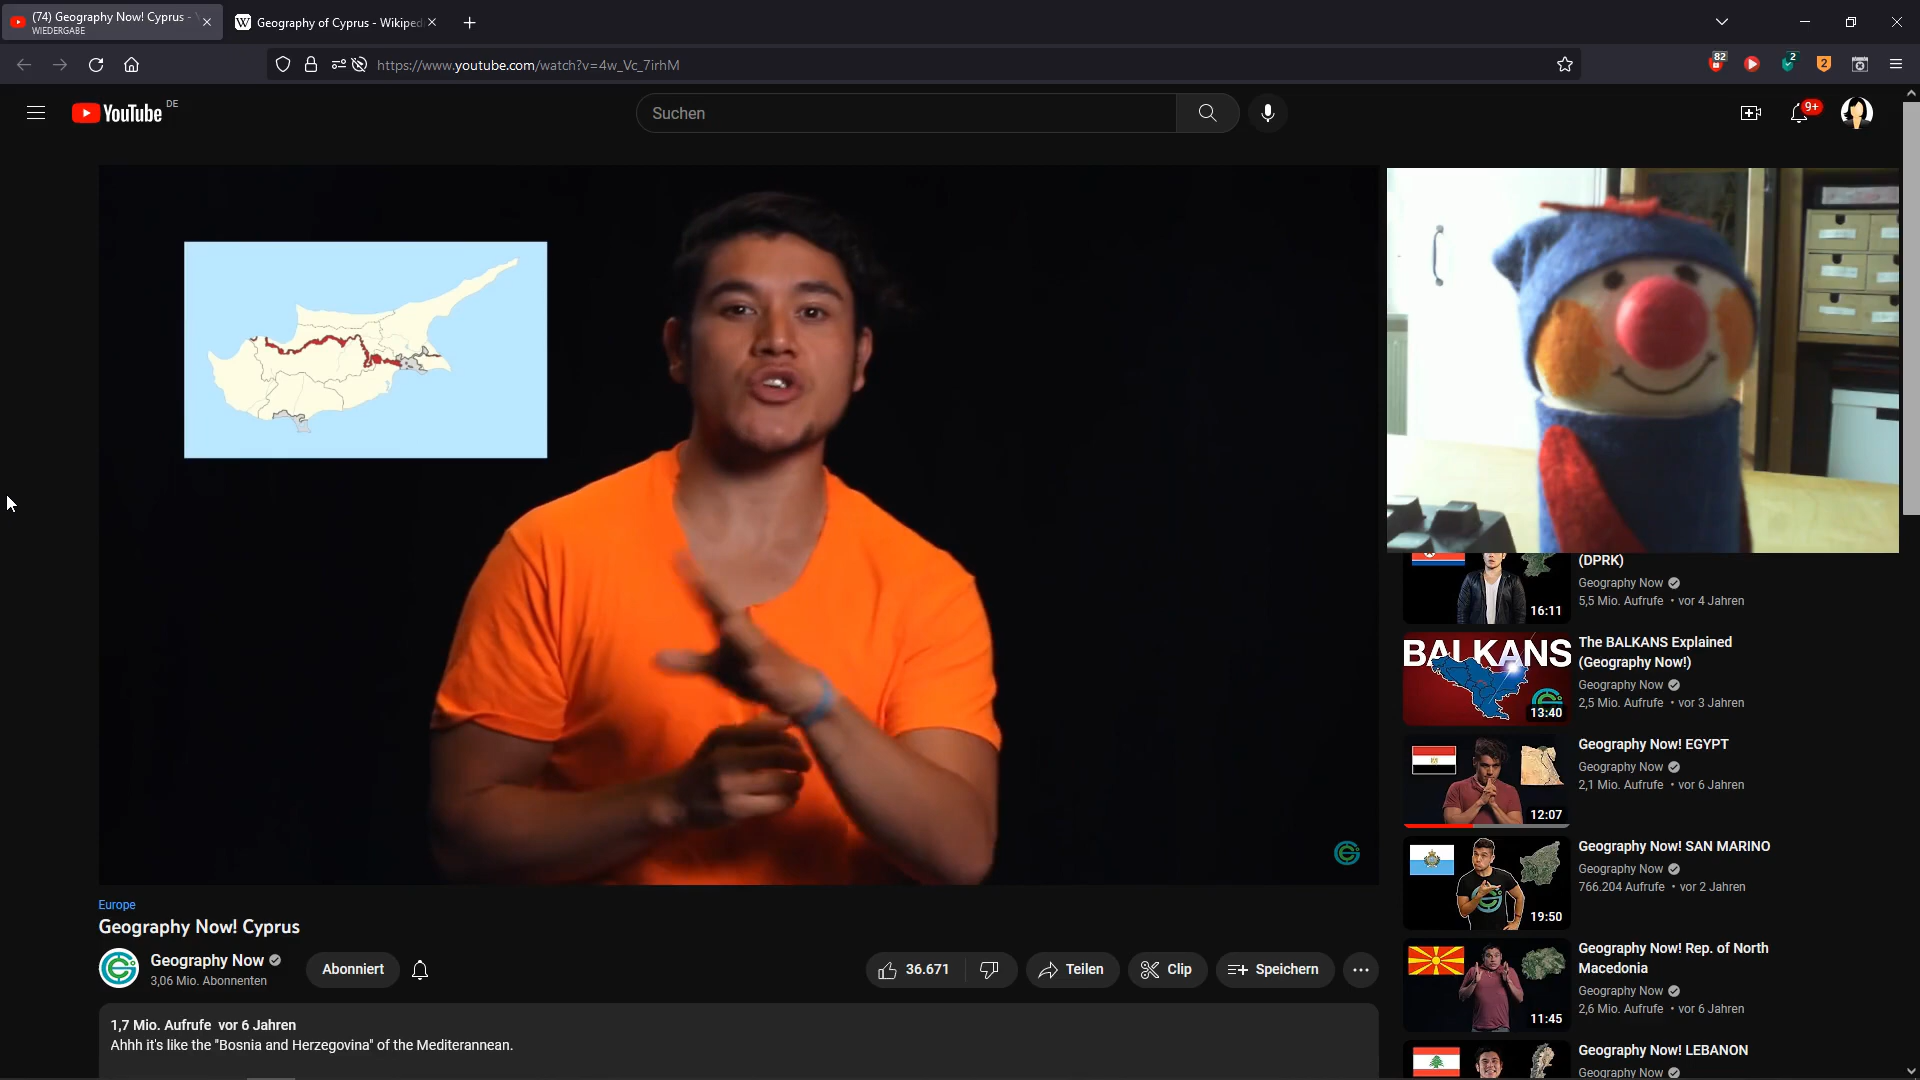 (74) Geography Now! Cyprus -
WIEDERGABE
Geography of Cyprus - Wikiped
https://www.youtube.com/watch?v=4w_Vc_7irhM
82
2
2
YouTube DE
Suchen
9+
(DPRK)
Geography Now
5,5 Mio. Aufrufe • vor 4 Jahren
16:11
BALKANS
13:40
The BALKANS Explained
(Geography Now!)
Geography Now
2,5 Mio. Aufrufe • vor 3 Jahren
12:07
Geography Now! EGYPT
Geography Now
2,1 Mio. Aufrufe • vor 6 Jahren
19:50
Geography Now! SAN MARINO
Geography Now
766.204 Aufrufe • vor 2 Jahren
11:45
Geography Now! Rep. of North
Macedonia
Geography Now
2,6 Mio. Aufrufe • vor 6 Jahren
Geography Now! LEBANON
Geography Now
Europe
Geography Now! Cyprus
Geography Now
3,06 Mio. Abonnenten
Abonniert
36.671
Teilen
Clip
Speichern
1,7 Mio. Aufrufe vor 6 Jahren
Ahhh it's like the "Bosnia and Herzegovina" of the Mediterannean.